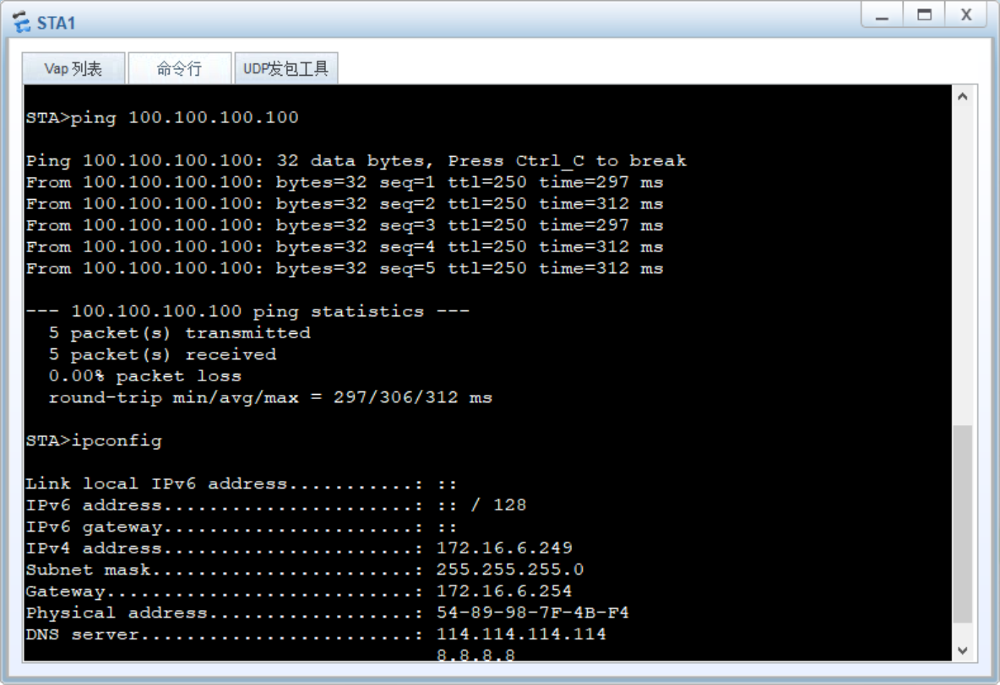 STA1
Vap 列表 命令行 UDP发包工具
STA>ping 100.100.100.100
Ping 100.100.100.100: 32 data bytes, Press Ctrl_C to break
From 100.100.100.100: bytes=32 seq=1 ttl=250 time=297 ms
From 100.100.100.100: bytes=32 seq=2 ttl=250 time=312 ms
From 100.100.100.100: bytes=32 seq=3 ttl=250 time=297 ms
From 100.100.100.100: bytes=32 seq=4 ttl=250 time=312 ms
From 100.100.100.100: bytes=32 seq=5 ttl=250 time=312 ms
--- 100.100.100.100 ping statistics ---
5 packet(s) transmitted
5 packet(s) received
0.00% packet loss
round-trip min/avg/max = 297/306/312 ms
STA>ipconfig
Link local IPv6 address...........: ::
IPv6 address......................: :: / 128
IPv6 gateway......................: ::
IPv4 address......................: 172.16.6.249
Subnet mask.......................: 255.255.255.0
Gateway...........................: 172.16.6.254
Physical address..................: 54-89-98-7F-4B-F4
DNS server........................: 114.114.114.114
8.8.8.8